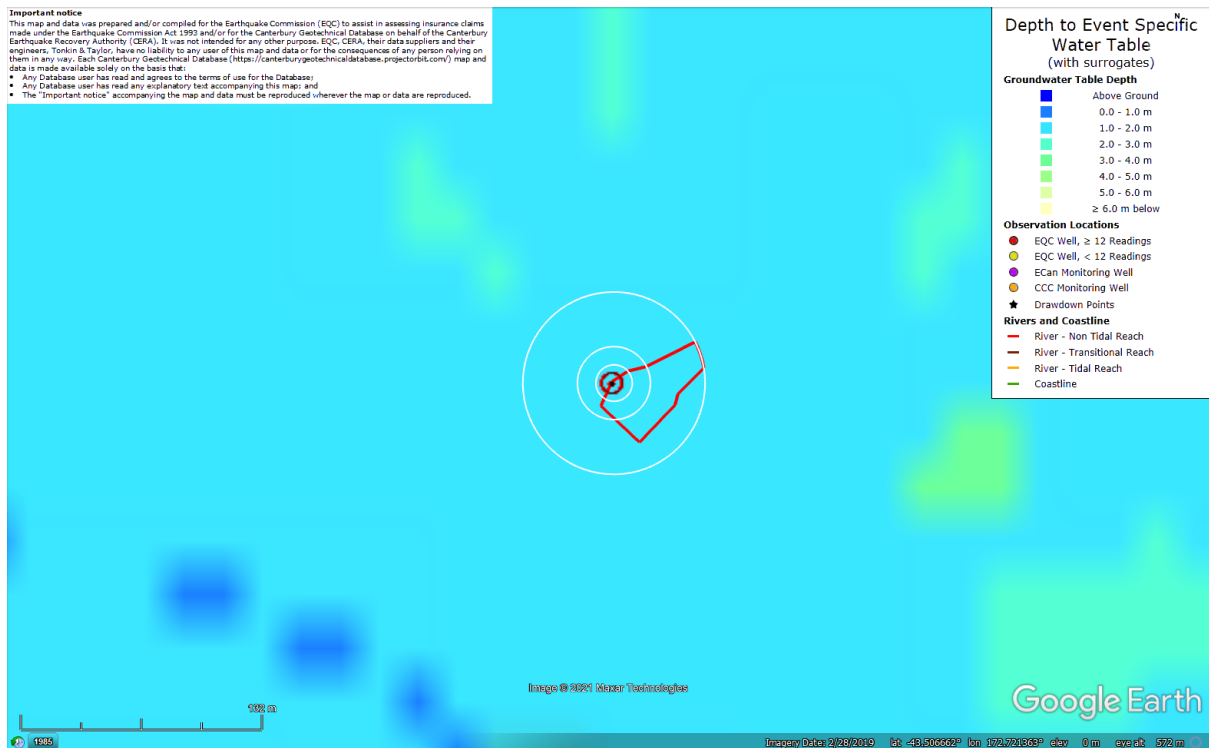 Important notice
This map and data was prepared and/or compiled for the Earthquake Commission (EQC) to assist in assessing insurance claims
made under the Earthquake Commission Act 1993 and/or for the Canterbury Geotechnical Database on behalf of the Canterbury
Earthquake Recovery Authority (CERA). It was not intended for any other purpose. EQC, CERA, their data suppliers and their
engineers, Tonkin & Taylor, have no liability to any user of this map and data or for the consequences of any person relying on
them in any way. Each Canterbury Geotechnical Database (https://canterburygeotechnicaldatabase.projectorbit.com/) map and
data is made available solely on the basis that:
• Any Database user has read and agrees to the terms of use for the Database;
• Any Database user has read any explanatory text accompanying this map; and
• The "Important notice" accompanying the map and data must be reproduced wherever the map or data are reproduced.
N
Depth to Event Specific
Water Table
(with surrogates)
Groundwater Table Depth
Above Ground
0.0 - 1.0 m
1.0 - 2.0 m
2.0 - 3.0 m
3.0 - 4.0 m
4.0 - 5.0 m
5.0 - 6.0 m
≥ 6.0 m below
Observation Locations
EQC Well, ≥ 12 Readings
EQC Well, < 12 Readings
ECan Monitoring Well
CCC Monitoring Well
Drawdown Points
Rivers and Coastline
River - Non Tidal Reach
River - Transitional Reach
River - Tidal Reach
Coastline
Image © 2021 Maxar Technologies
Google Earth
132 m
1985
Imagery Date: 2/28/2019 lat -43.506662° lon 172.721363° elev 0 m eye alt 572 m